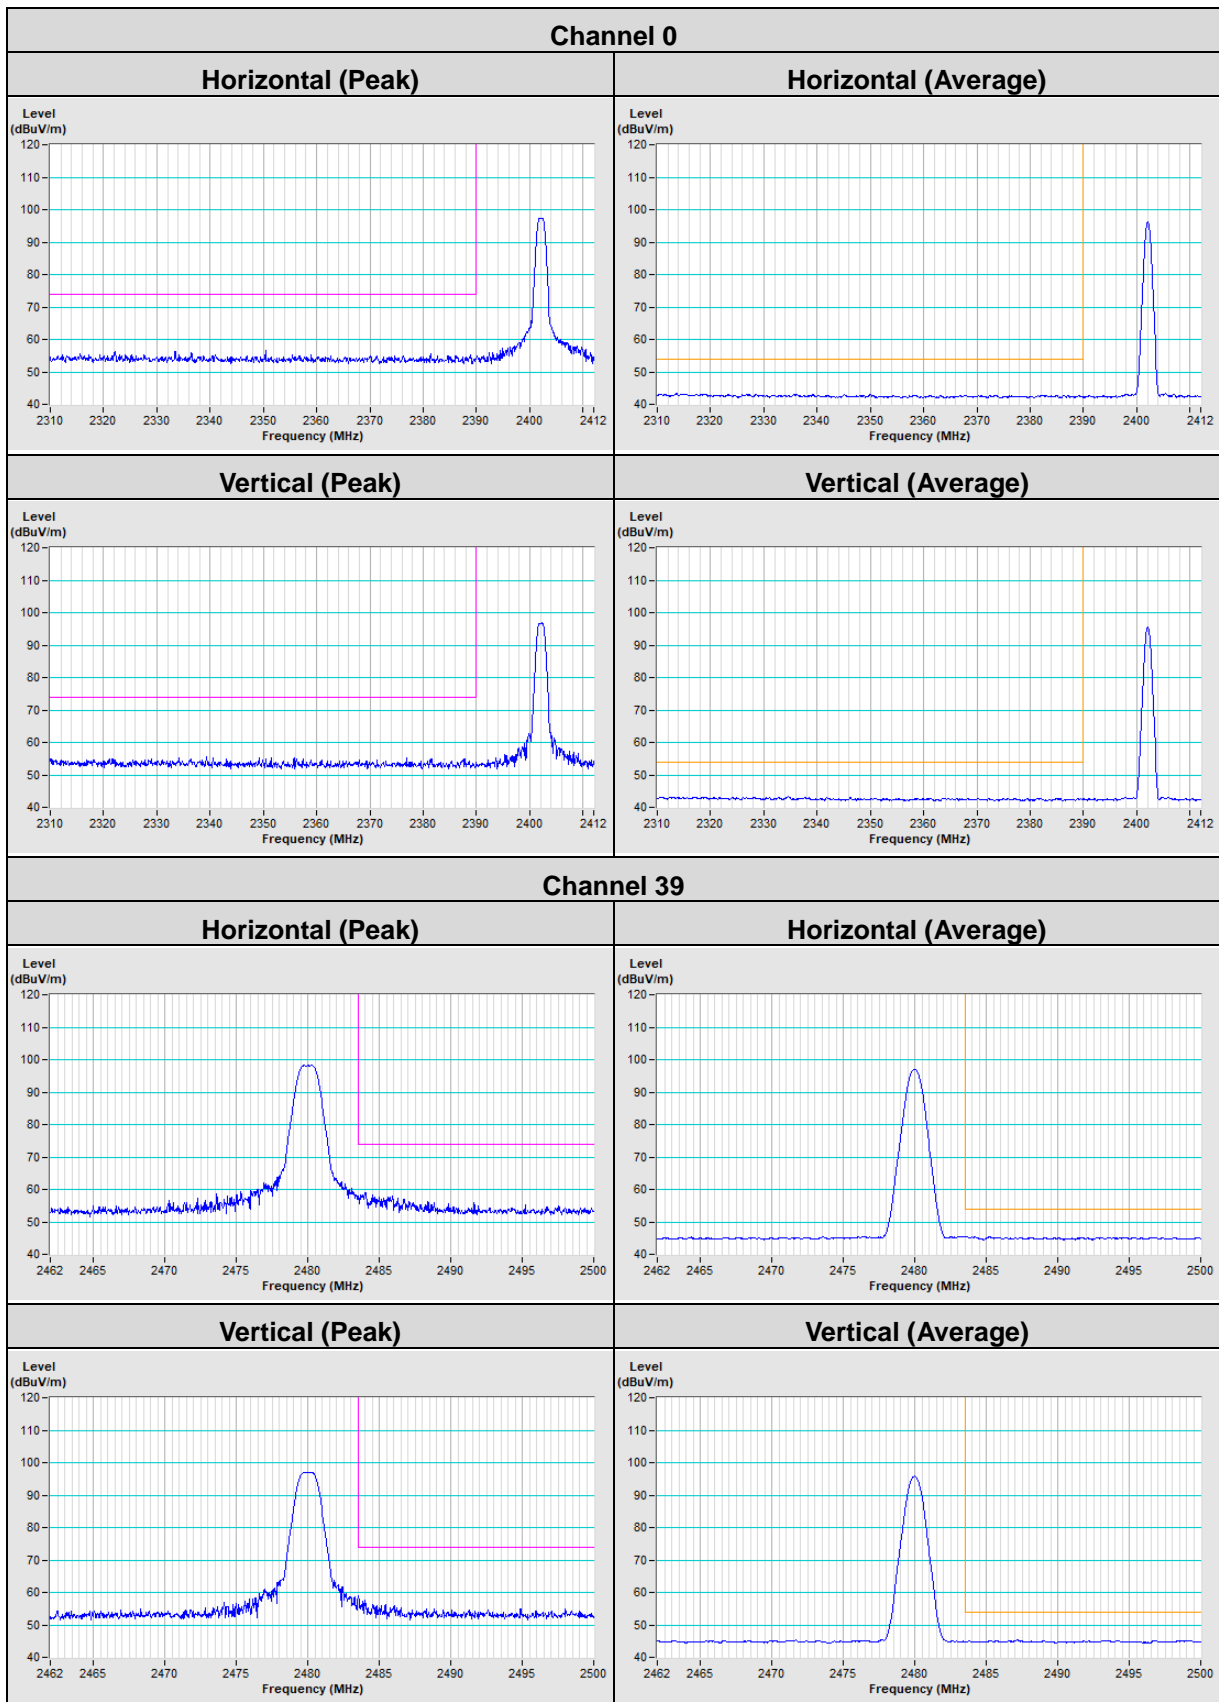 Channel 0
Horizontal (Peak)
Horizontal (Average)
Level
(dBuV/m)
120
110
100
90
80
70
60
50
40
2310 2320 2330 2340 2350 2360 2370 2380 2390 2400 2412
Frequency (MHz)
Level
(dBuV/m)
120
110
100
90
80
70
60
50
40
2310 2320 2330 2340 2350 2360 2370 2380 2390 2400 2412
Frequency (MHz)
Vertical (Peak)
Vertical (Average)
Level
(dBuV/m)
120
110
100
90
80
70
60
50
40
2310 2320 2330 2340 2350 2360 2370 2380 2390 2400 2412
Frequency (MHz)
Level
(dBuV/m)
120
110
100
90
80
70
60
50
40
2310 2320 2330 2340 2350 2360 2370 2380 2390 2400 2412
Frequency (MHz)
Channel 39
Horizontal (Peak)
Horizontal (Average)
Level
(dBuV/m)
120
110
100
90
80
70
60
50
40
2462 2465 2470 2475 2480 2485 2490 2495 2500
Frequency (MHz)
Level
(dBuV/m)
120
110
100
90
80
70
60
50
40
2462 2465 2470 2475 2480 2485 2490 2495 2500
Frequency (MHz)
Vertical (Peak)
Vertical (Average)
Level
(dBuV/m)
120
110
100
90
80
70
60
50
40
2462 2465 2470 2475 2480 2485 2490 2495 2500
Frequency (MHz)
Level
(dBuV/m)
120
110
100
90
80
70
60
50
40
2462 2465 2470 2475 2480 2485 2490 2495 2500
Frequency (MHz)